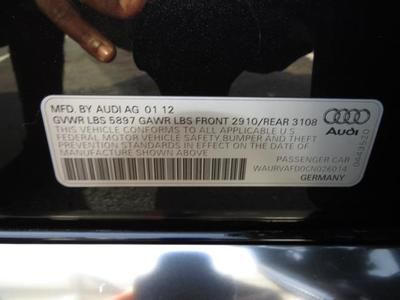 MFD. BY AUDI AG 01 12
GVWR LBS 5897 GAWR LBS FRONT 2910/REAR 3108
THIS VEHICLE CONFORMS TO ALL APPLICABLE U.S.
FEDERAL MOTOR VEHICLE SAFETY, BUMPER AND THEFT
PREVENTION STANDARDS IN EFFECT ON THE DATE OF
MANUFACTURE SHOWN ABOVE.
PASSENGER CAR
WAURVAFD0CN026014
GERMANY
Audi
0443520